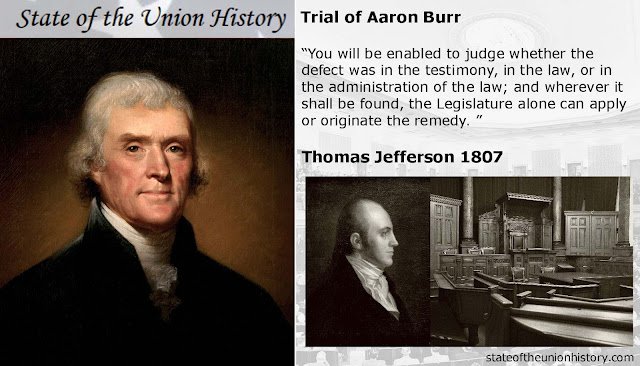 State of the Union History
Trial of Aaron Burr
“You will be enabled to judge whether the
defect was in the testimony, in the law, or in
the administration of the law; and wherever it
shall be found, the Legislature alone can apply
or originate the remedy. ”
Thomas Jefferson 1807
stateoftheunionhistory.com